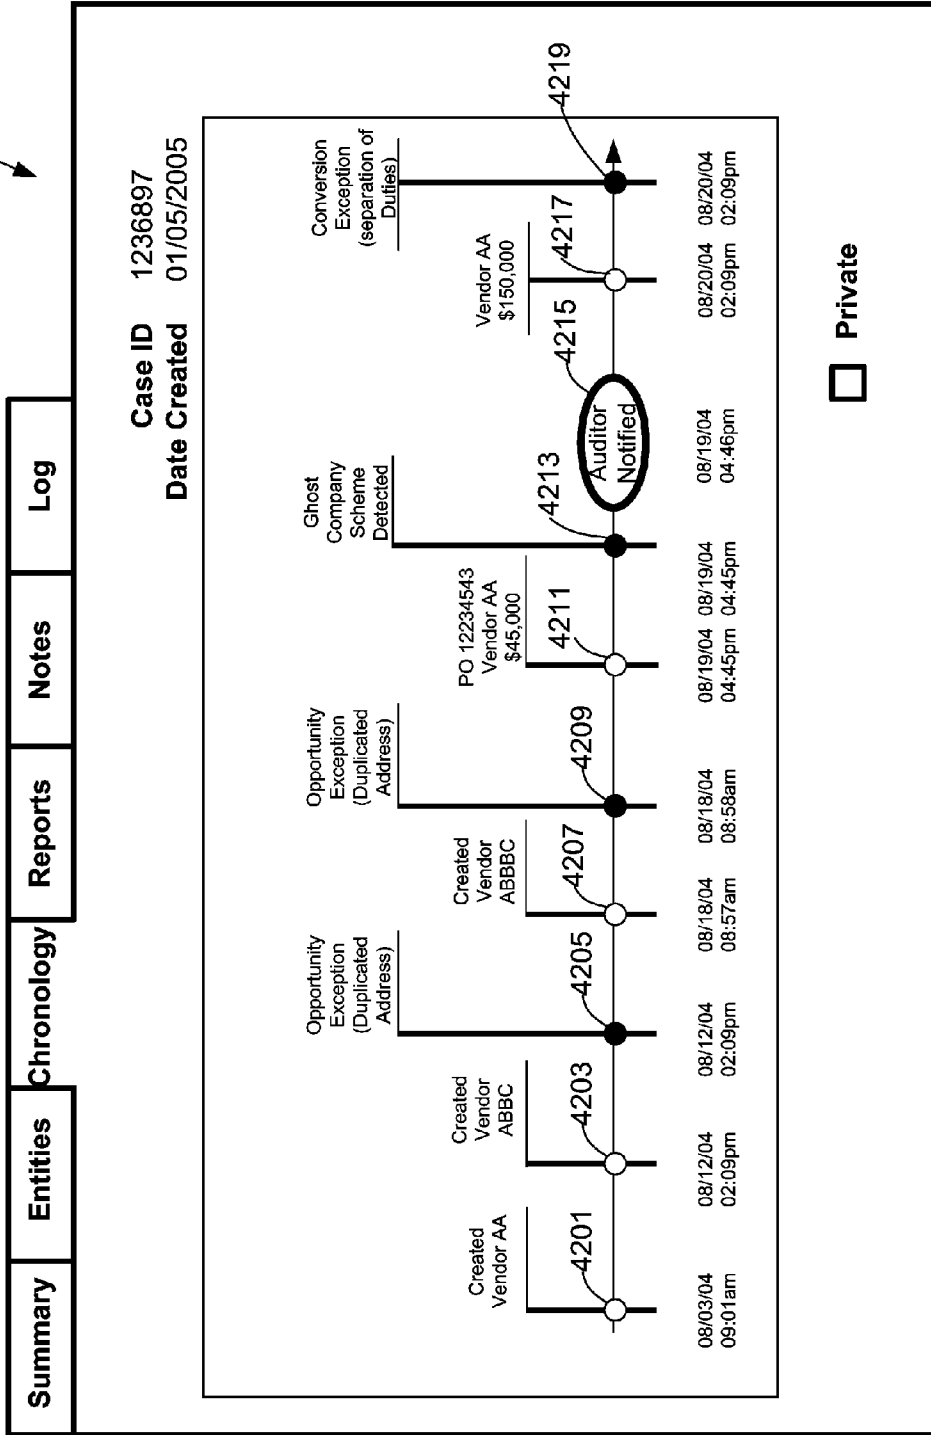 Summary
Entities
Chronology
Reports
Notes
Log
Case ID 1236897
Date Created 01/05/2005
Created
Vendor AA
4201
08/03/04
09:01am
Created
Vendor
ABBC
4203
08/12/04
02:09pm
Opportunity
Exception
(Duplicated
Address)
4205
08/12/04
02:09pm
Created
Vendor
ABBBC
4207
08/18/04
08:57am
Opportunity
Exception
(Duplicated
Address)
4209
08/18/04
08:58am
PO 12234543
Vendor AA
$45,000
4211
08/19/04
04:45pm
Ghost
Company
Scheme
Detected
4213
08/19/04
04:45pm
Auditor
Notified
4215
08/19/04
04:46pm
Vendor AA
$150,000
4217
08/20/04
02:09pm
Conversion
Exception
(separation of
Duties)
4219
08/20/04
02:09pm
Private